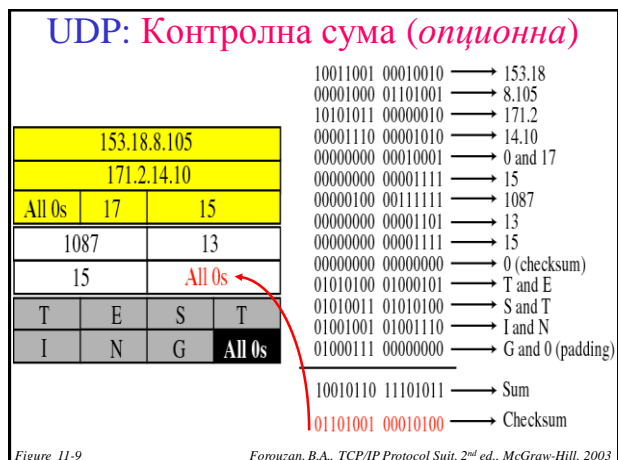 UDP: Контролна сума (опционна)
153.18.8.105
171.2.14.10
All 0s 17 15
1087 13
15 All 0s
T E S T
I N G All 0s
10011001 00010010 → 153.18
00001000 01101001 → 8.105
10101011 00000010 → 171.2
00001110 00001010 → 14.10
00000000 00010001 → 0 and 17
00000000 00001111 → 15
00000100 00111111 → 1087
00000000 00001101 → 13
00000000 00001111 → 15
00000000 00000000 → 0 (checksum)
01010100 01000101 → T and E
01010011 01010100 → S and T
01001001 01001110 → I and N
01000111 00000000 → G and 0 (padding)
10010110 11101011 → Sum
01101001 00010100 → Checksum
Figure 11-9
Forouzan, B.A., TCP/IP Protocol Suit, 2nd ed., McGraw-Hill, 2003